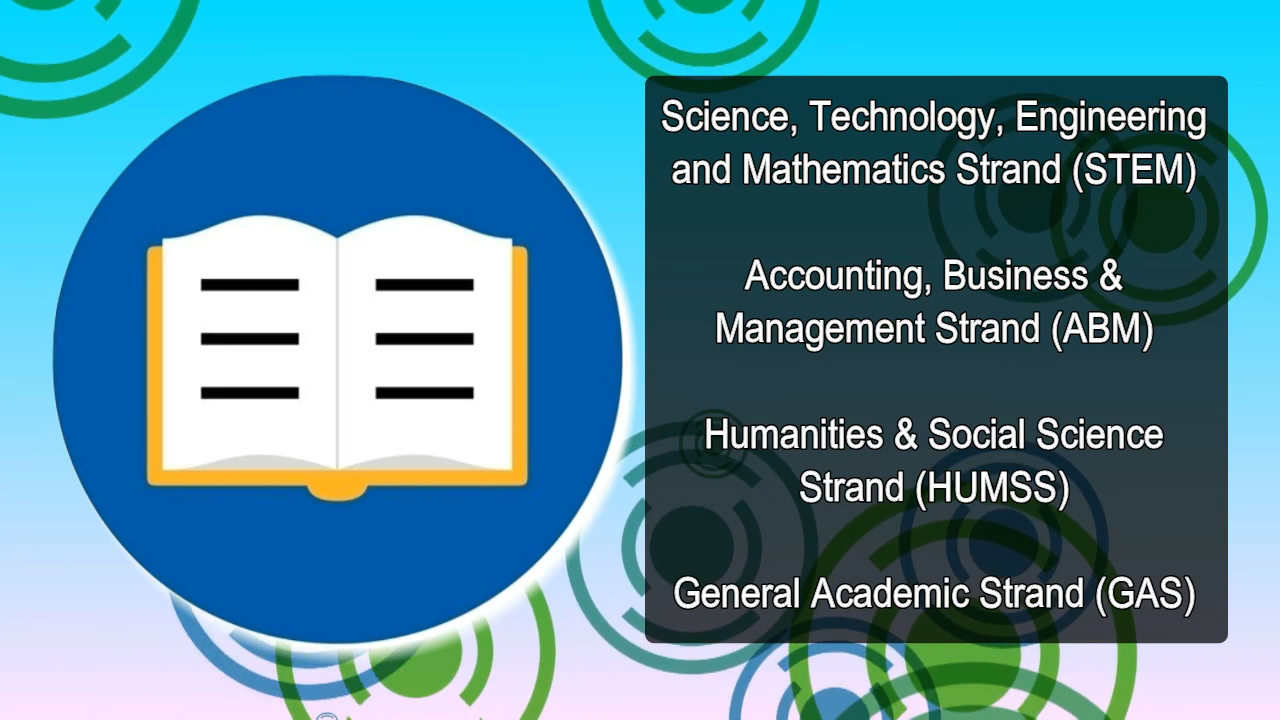 Science, Technology, Engineering
and Mathematics Strand (STEM)
Accounting, Business &
Management Strand (ABM)
Humanities & Social Science
Strand (HUMSS)
General Academic Strand (GAS)